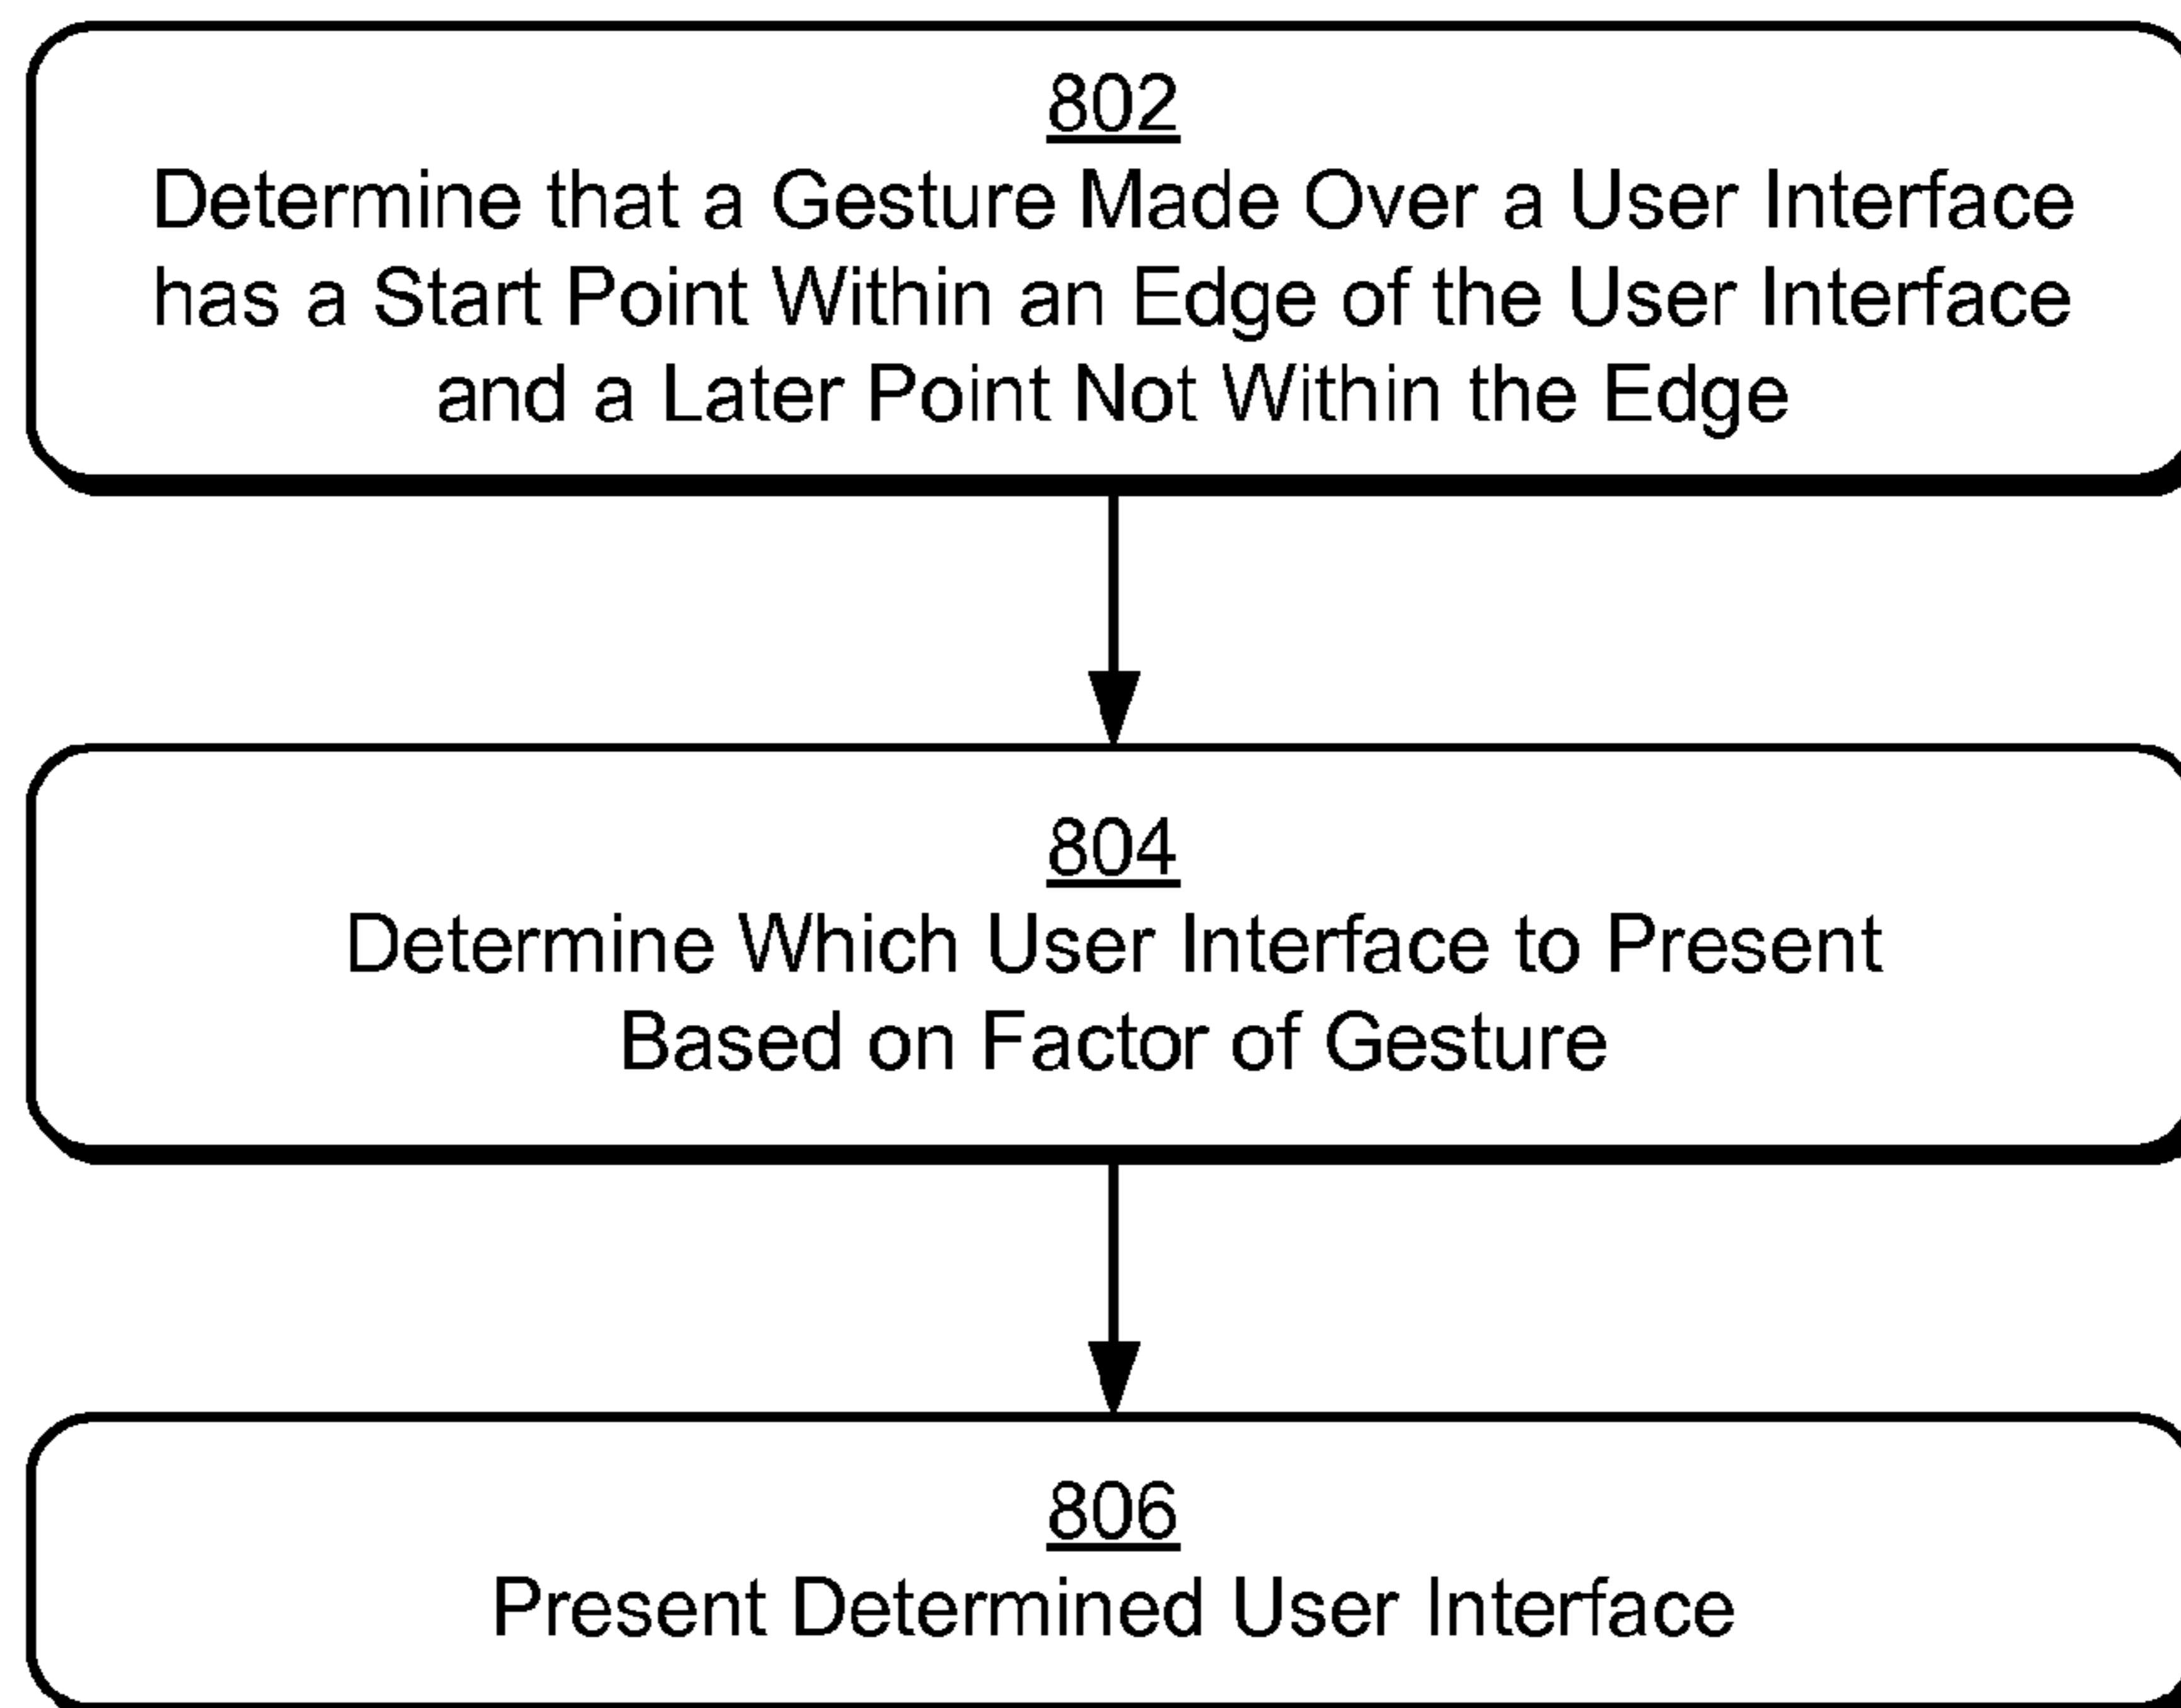 802
Determine that a Gesture Made Over a User Interface
has a Start Point Within an Edge of the User Interface
and a Later Point Not Within the Edge
804
Determine Which User Interface to Present
Based on Factor of Gesture
806
Present Determined User Interface